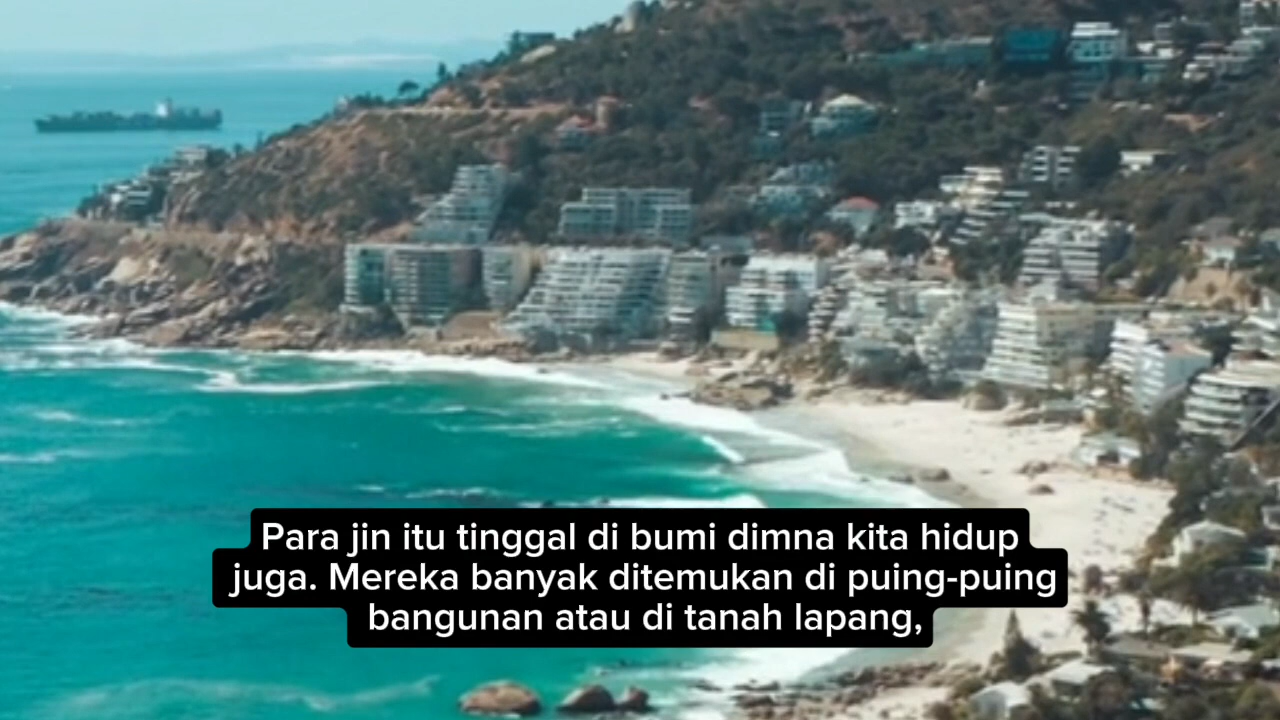 Para jin itu tinggal di bumi dimna kita hidup
juga. Mereka banyak ditemukan di puing-puing
bangunan atau di tanah lapang,